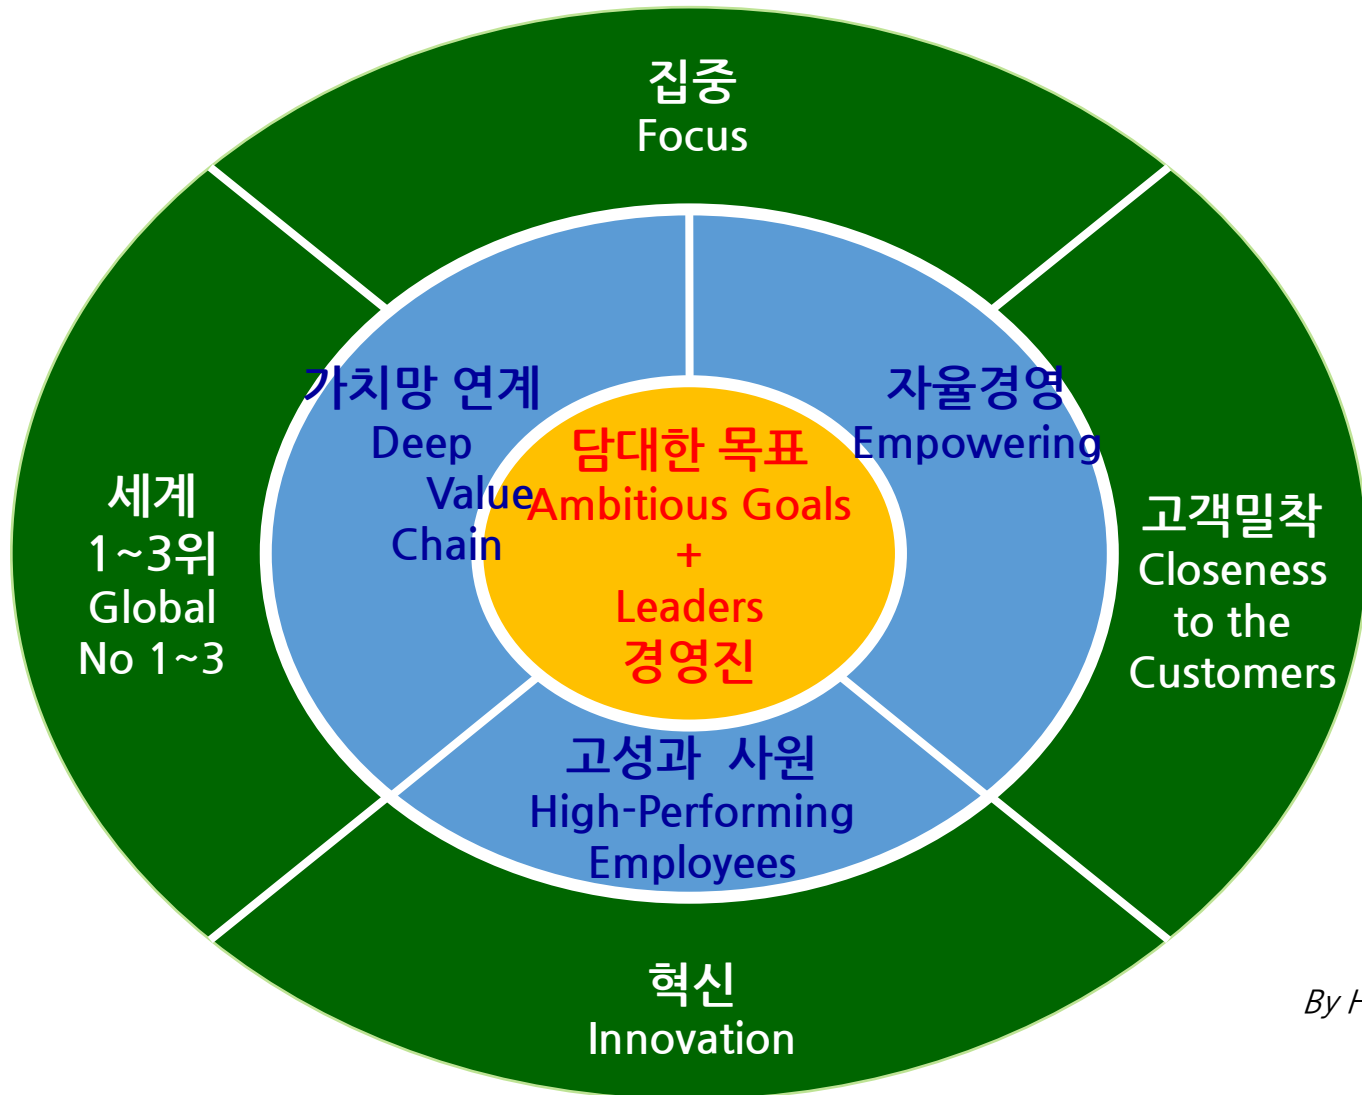 집중
Focus
가치망 연계
Deep
Value
Chain
자율경영
Empowering
담대한 목표
Ambitious Goals
+
Leaders
경영진
세계
1~3위
Global
No 1~3
고객밀착
Closeness
to the
Customers
고성과 사원
High-Performing
Employees
혁신
Innovation
By H